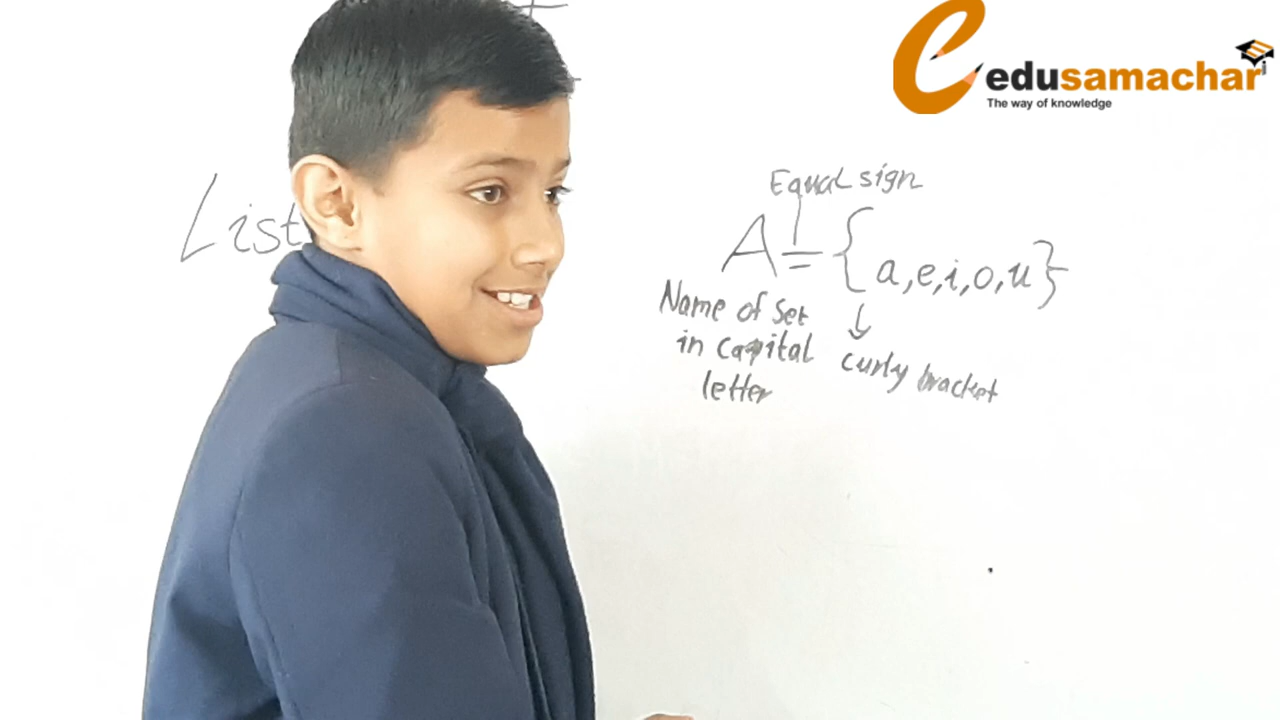 edusamachar
The way of knowledge
List
Equal sign
A = { a, e, i, o, u }
Name of Set
in capital
letter
curly bracket